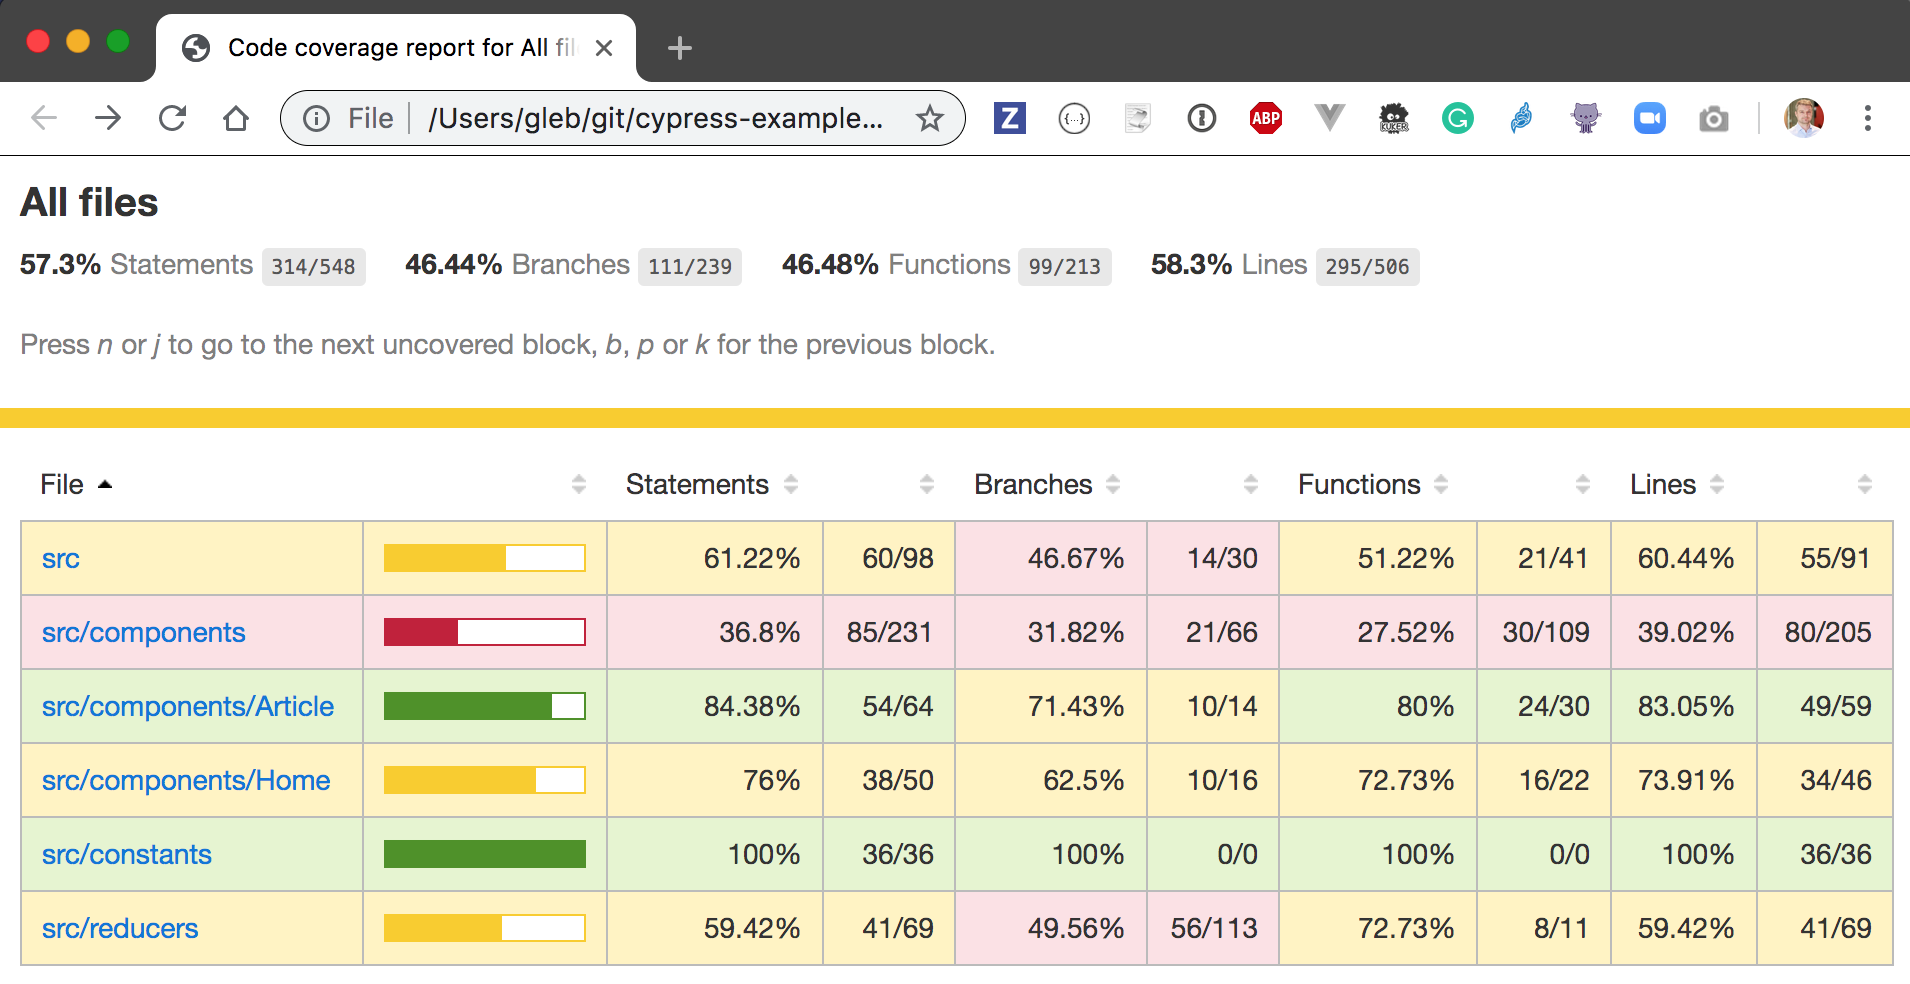 Code coverage report for All fil
File /Users/gleb/git/cypress-example...
Z {...} ABP KUKER G
All files
57.3% Statements 314/548 46.44% Branches 111/239 46.48% Functions 99/213 58.3% Lines 295/506
Press n or j to go to the next uncovered block, b, p or k for the previous block.
File Statements Branches Functions Lines
src 61.22% 60/98 46.67% 14/30 51.22% 21/41 60.44% 55/91
src/components 36.8% 85/231 31.82% 21/66 27.52% 30/109 39.02% 80/205
src/components/Article 84.38% 54/64 71.43% 10/14 80% 24/30 83.05% 49/59
src/components/Home 76% 38/50 62.5% 10/16 72.73% 16/22 73.91% 34/46
src/constants 100% 36/36 100% 0/0 100% 0/0 100% 36/36
src/reducers 59.42% 41/69 49.56% 56/113 72.73% 8/11 59.42% 41/69